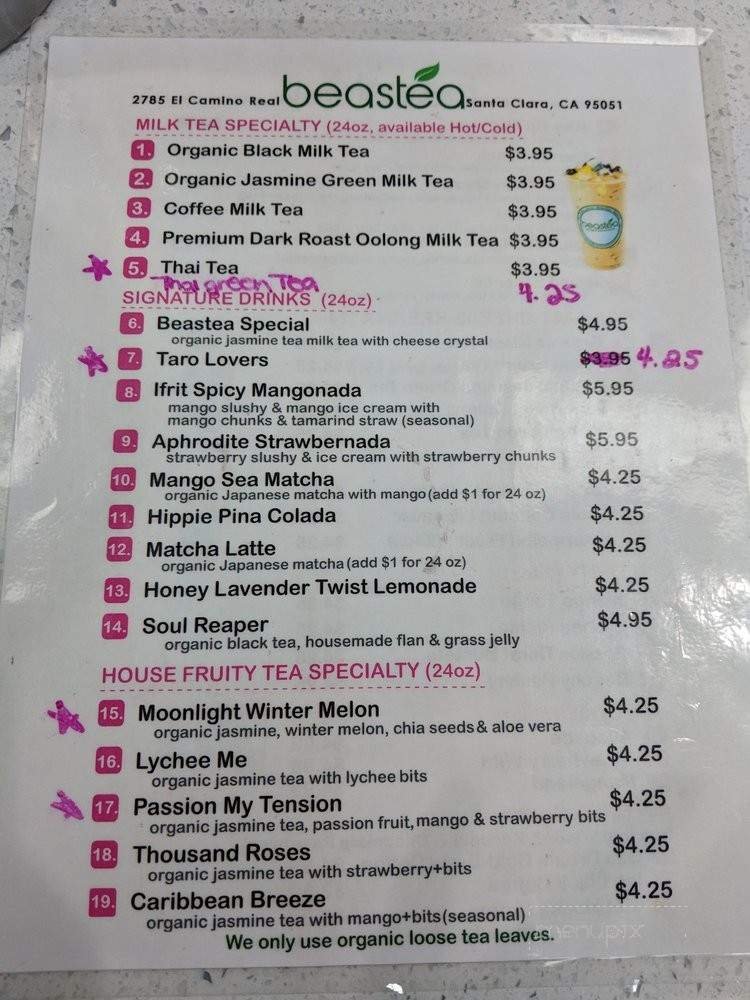 2785 El Camino Real beastea Santa Clara, CA 95051
MILK TEA SPECIALTY (24oz, available Hot/Cold)
1. Organic Black Milk Tea $3.95
2. Organic Jasmine Green Milk Tea $3.95
3. Coffee Milk Tea $3.95
4. Premium Dark Roast Oolong Milk Tea $3.95
5. Thai Tea $3.95
Thai green Tea 4.25
SIGNATURE DRINKS (24oz)
6. Beastea Special $4.95
organic jasmine tea milk tea with cheese crystal
7. Taro Lovers $3.95 4.25
8. Ifrit Spicy Mangonada $5.95
mango slushy & mango ice cream with
mango chunks & tamarind straw (seasonal)
9. Aphrodite Strawbernada $5.95
strawberry slushy & ice cream with strawberry chunks
10. Mango Sea Matcha $4.25
organic Japanese matcha with mango (add $1 for 24 oz)
11. Hippie Pina Colada $4.25
12. Matcha Latte $4.25
organic Japanese matcha (add $1 for 24 oz)
13. Honey Lavender Twist Lemonade $4.25
14. Soul Reaper $4.95
organic black tea, housemade flan & grass jelly
HOUSE FRUITY TEA SPECIALTY (24oz)
15. Moonlight Winter Melon $4.25
organic jasmine, winter melon, chia seeds & aloe vera
16. Lychee Me $4.25
organic jasmine tea with lychee bits
17. Passion My Tension $4.25
organic jasmine tea, passion fruit, mango & strawberry bits
18. Thousand Roses $4.25
organic jasmine tea with strawberry+bits
19. Caribbean Breeze $4.25
organic jasmine tea with mango+bits (seasonal)
We only use organic loose tea leaves.
menupix